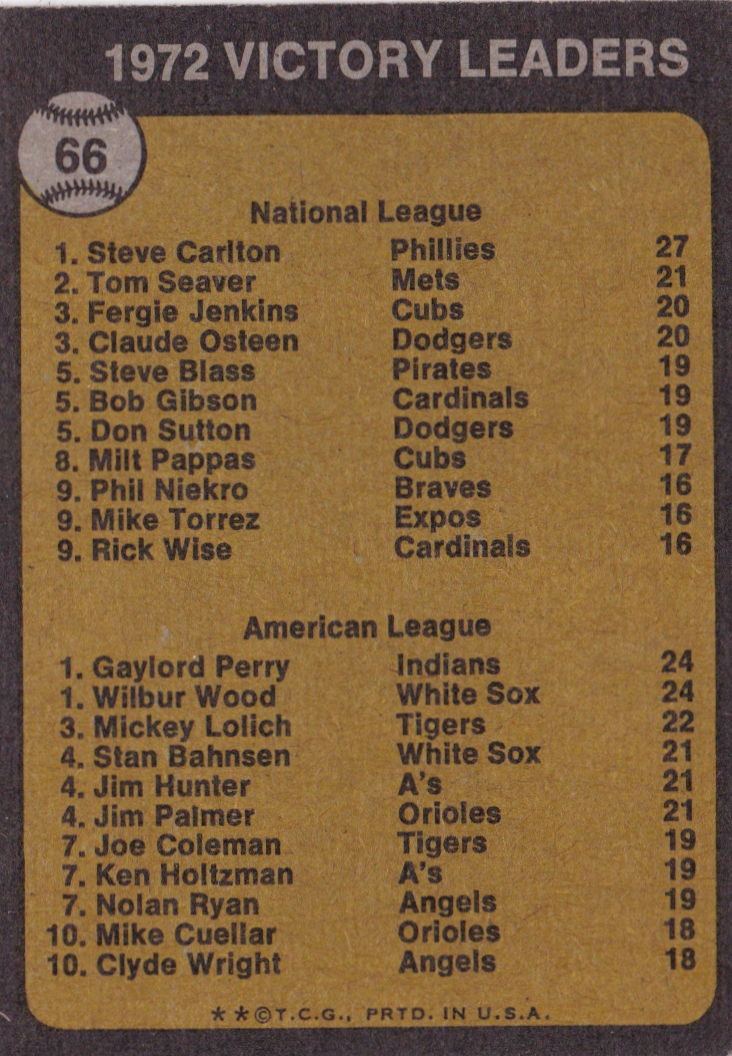 1972 VICTORY LEADERS
66
National League
1. Steve Carlton Phillies 27
2. Tom Seaver Mets 21
3. Fergie Jenkins Cubs 20
3. Claude Osteen Dodgers 20
5. Steve Blass Pirates 19
5. Bob Gibson Cardinals 19
5. Don Sutton Dodgers 19
8. Milt Pappas Cubs 17
9. Phil Niekro Braves 16
9. Mike Torrez Expos 16
9. Rick Wise Cardinals 16
American League
1. Gaylord Perry Indians 24
1. Wilbur Wood White Sox 24
3. Mickey Lolich Tigers 22
4. Stan Bahnsen White Sox 21
4. Jim Hunter A's 21
4. Jim Palmer Orioles 21
7. Joe Coleman Tigers 19
7. Ken Holtzman A's 19
7. Nolan Ryan Angels 19
10. Mike Cuellar Orioles 18
10. Clyde Wright Angels 18
**©T.C.G., PRTD. IN U.S.A.